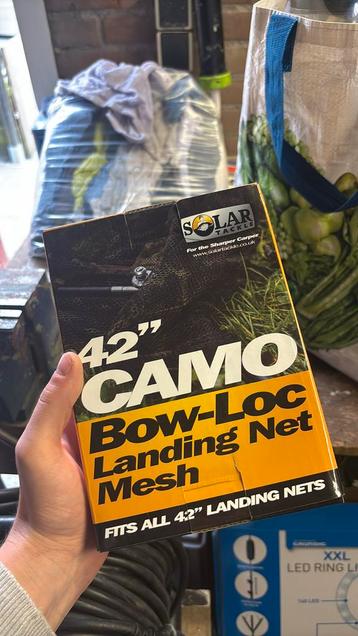 SOLAR
TACKLE
For the Sharper Carper
www.solartackle.co.uk
42”
CAMO
Bow-Loc
Landing Net
Mesh
FITS ALL 42" LANDING NETS
XXL
LED RING